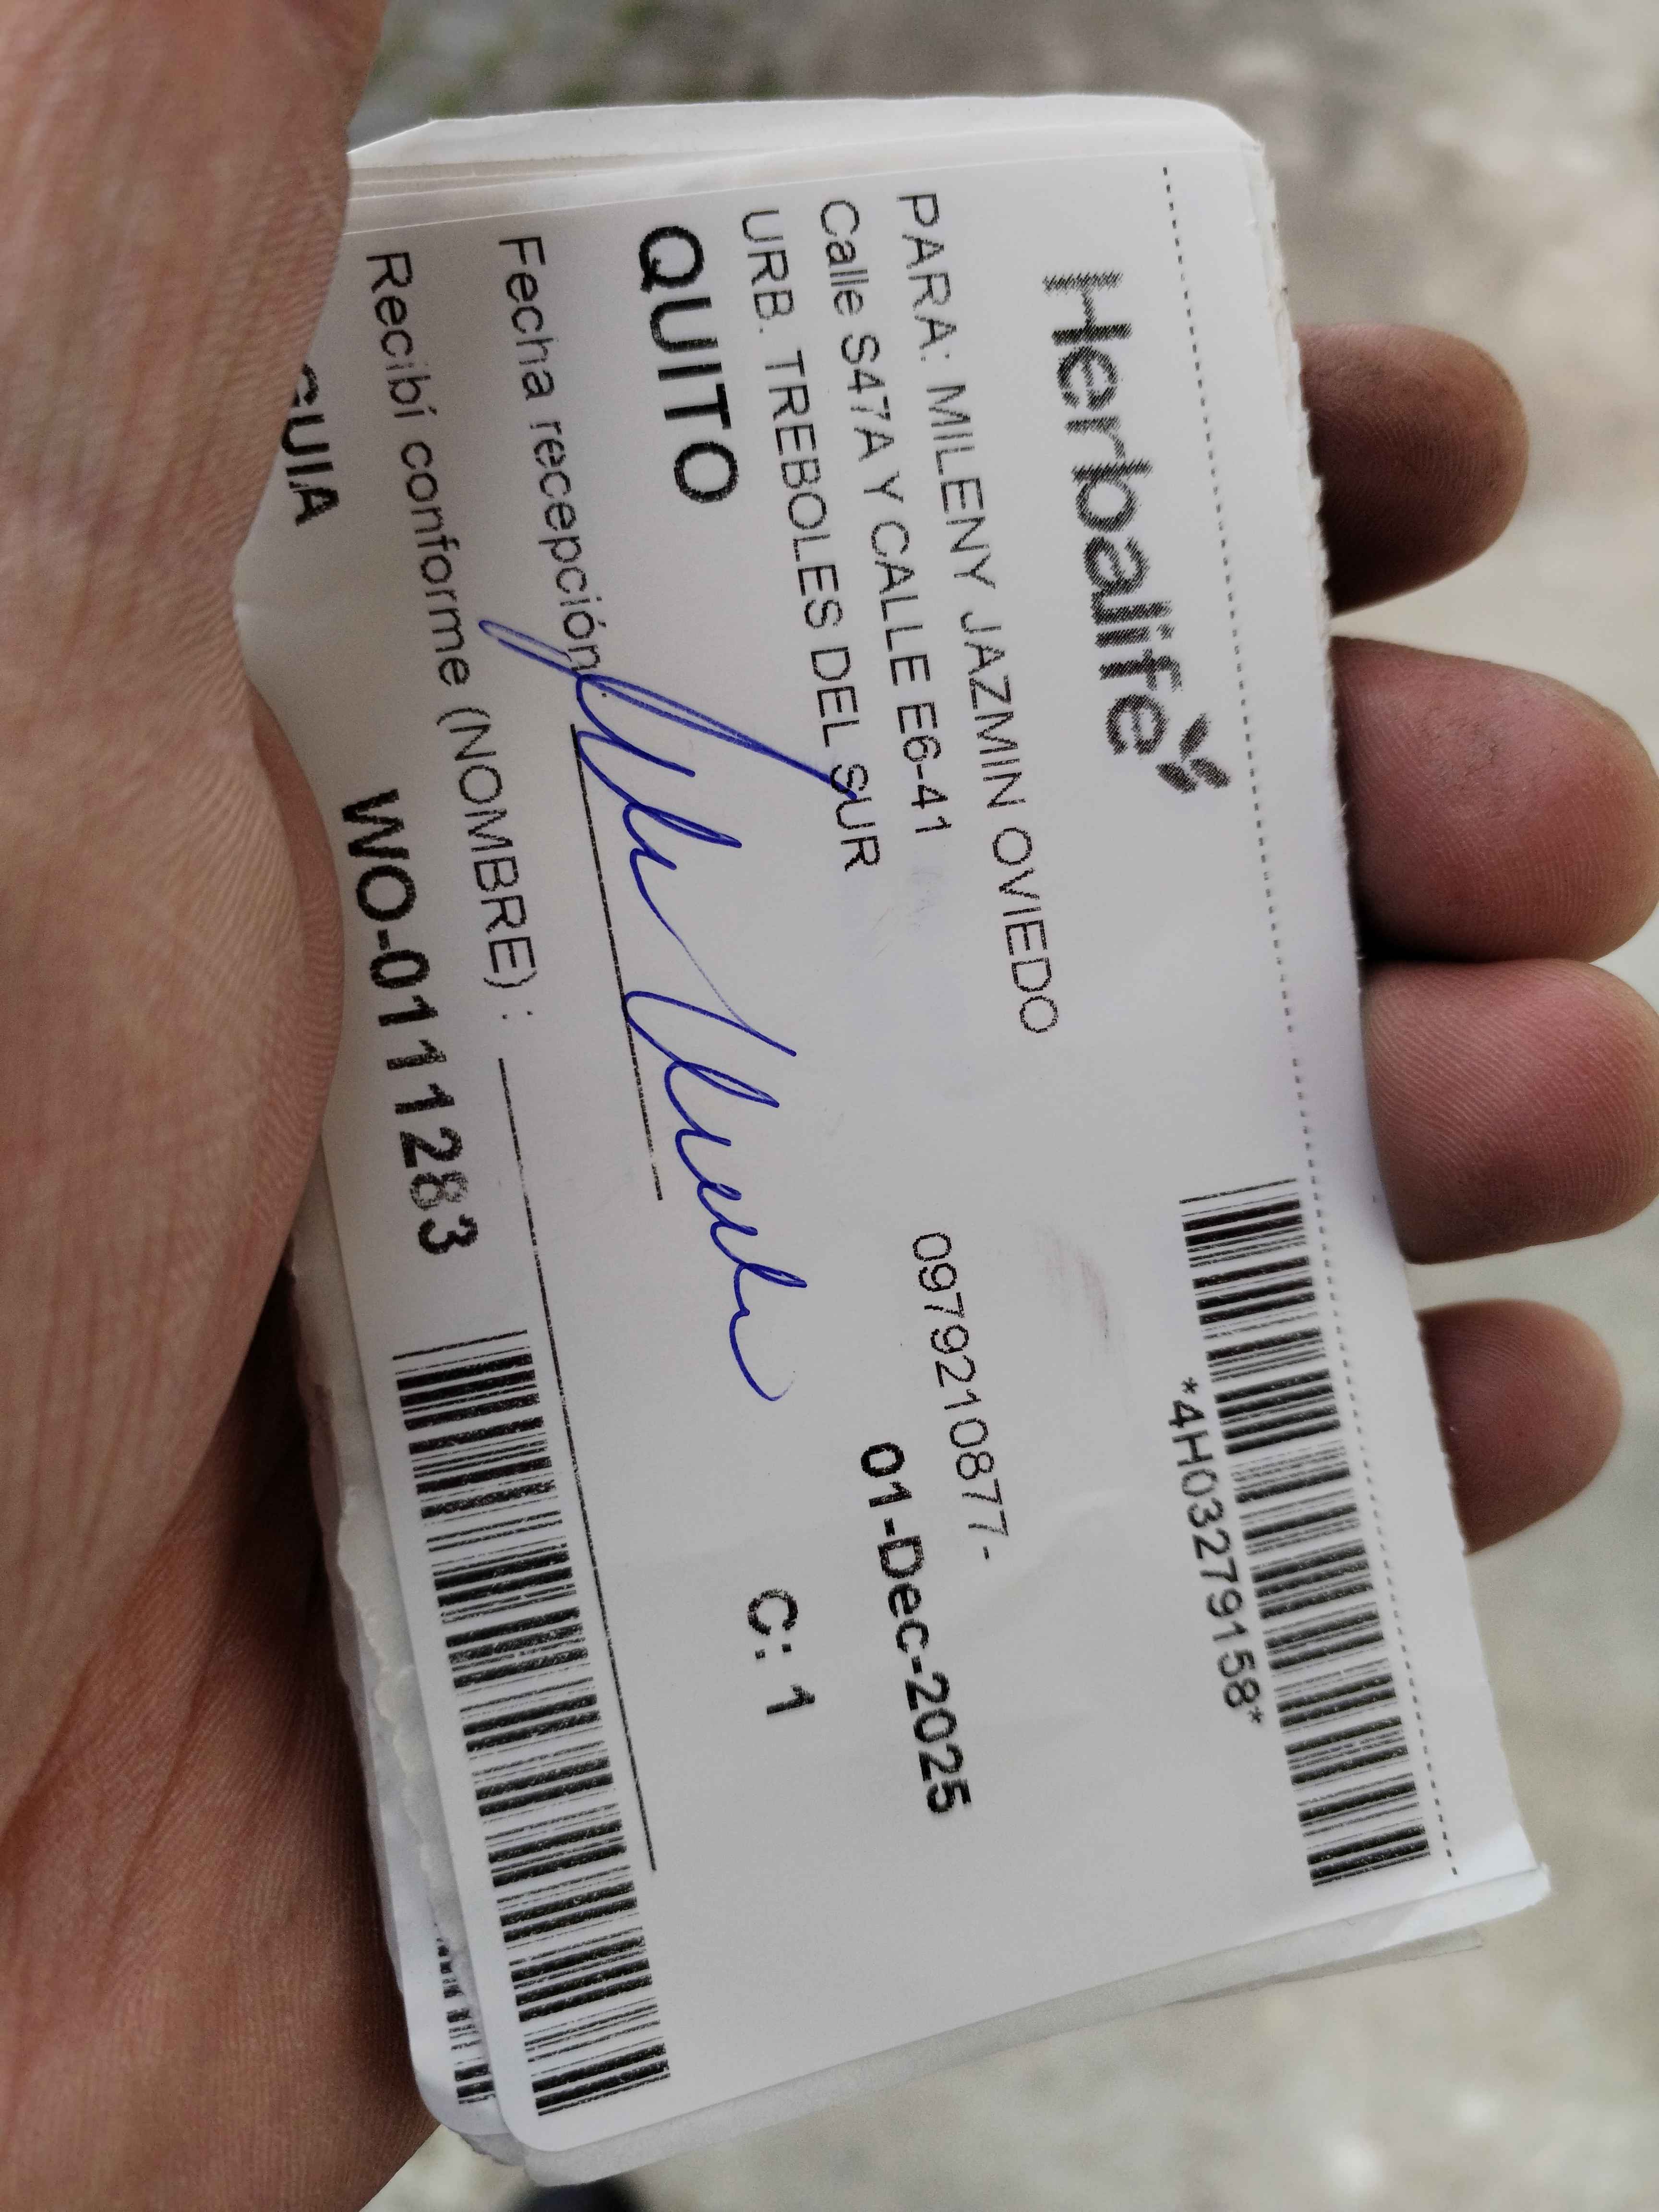 Herbalife
*4H03279158*
PARA: MILENY JAZMIN OVIEDO
Calle S47A Y CALLE E6-41
0979210877-
URB. TREBOLES DEL SUR
01-Dec-2025
QUITO
C: 1
Fecha recepción
Recibí conforme (NOMBRE) :
GUIA
WO-0111283